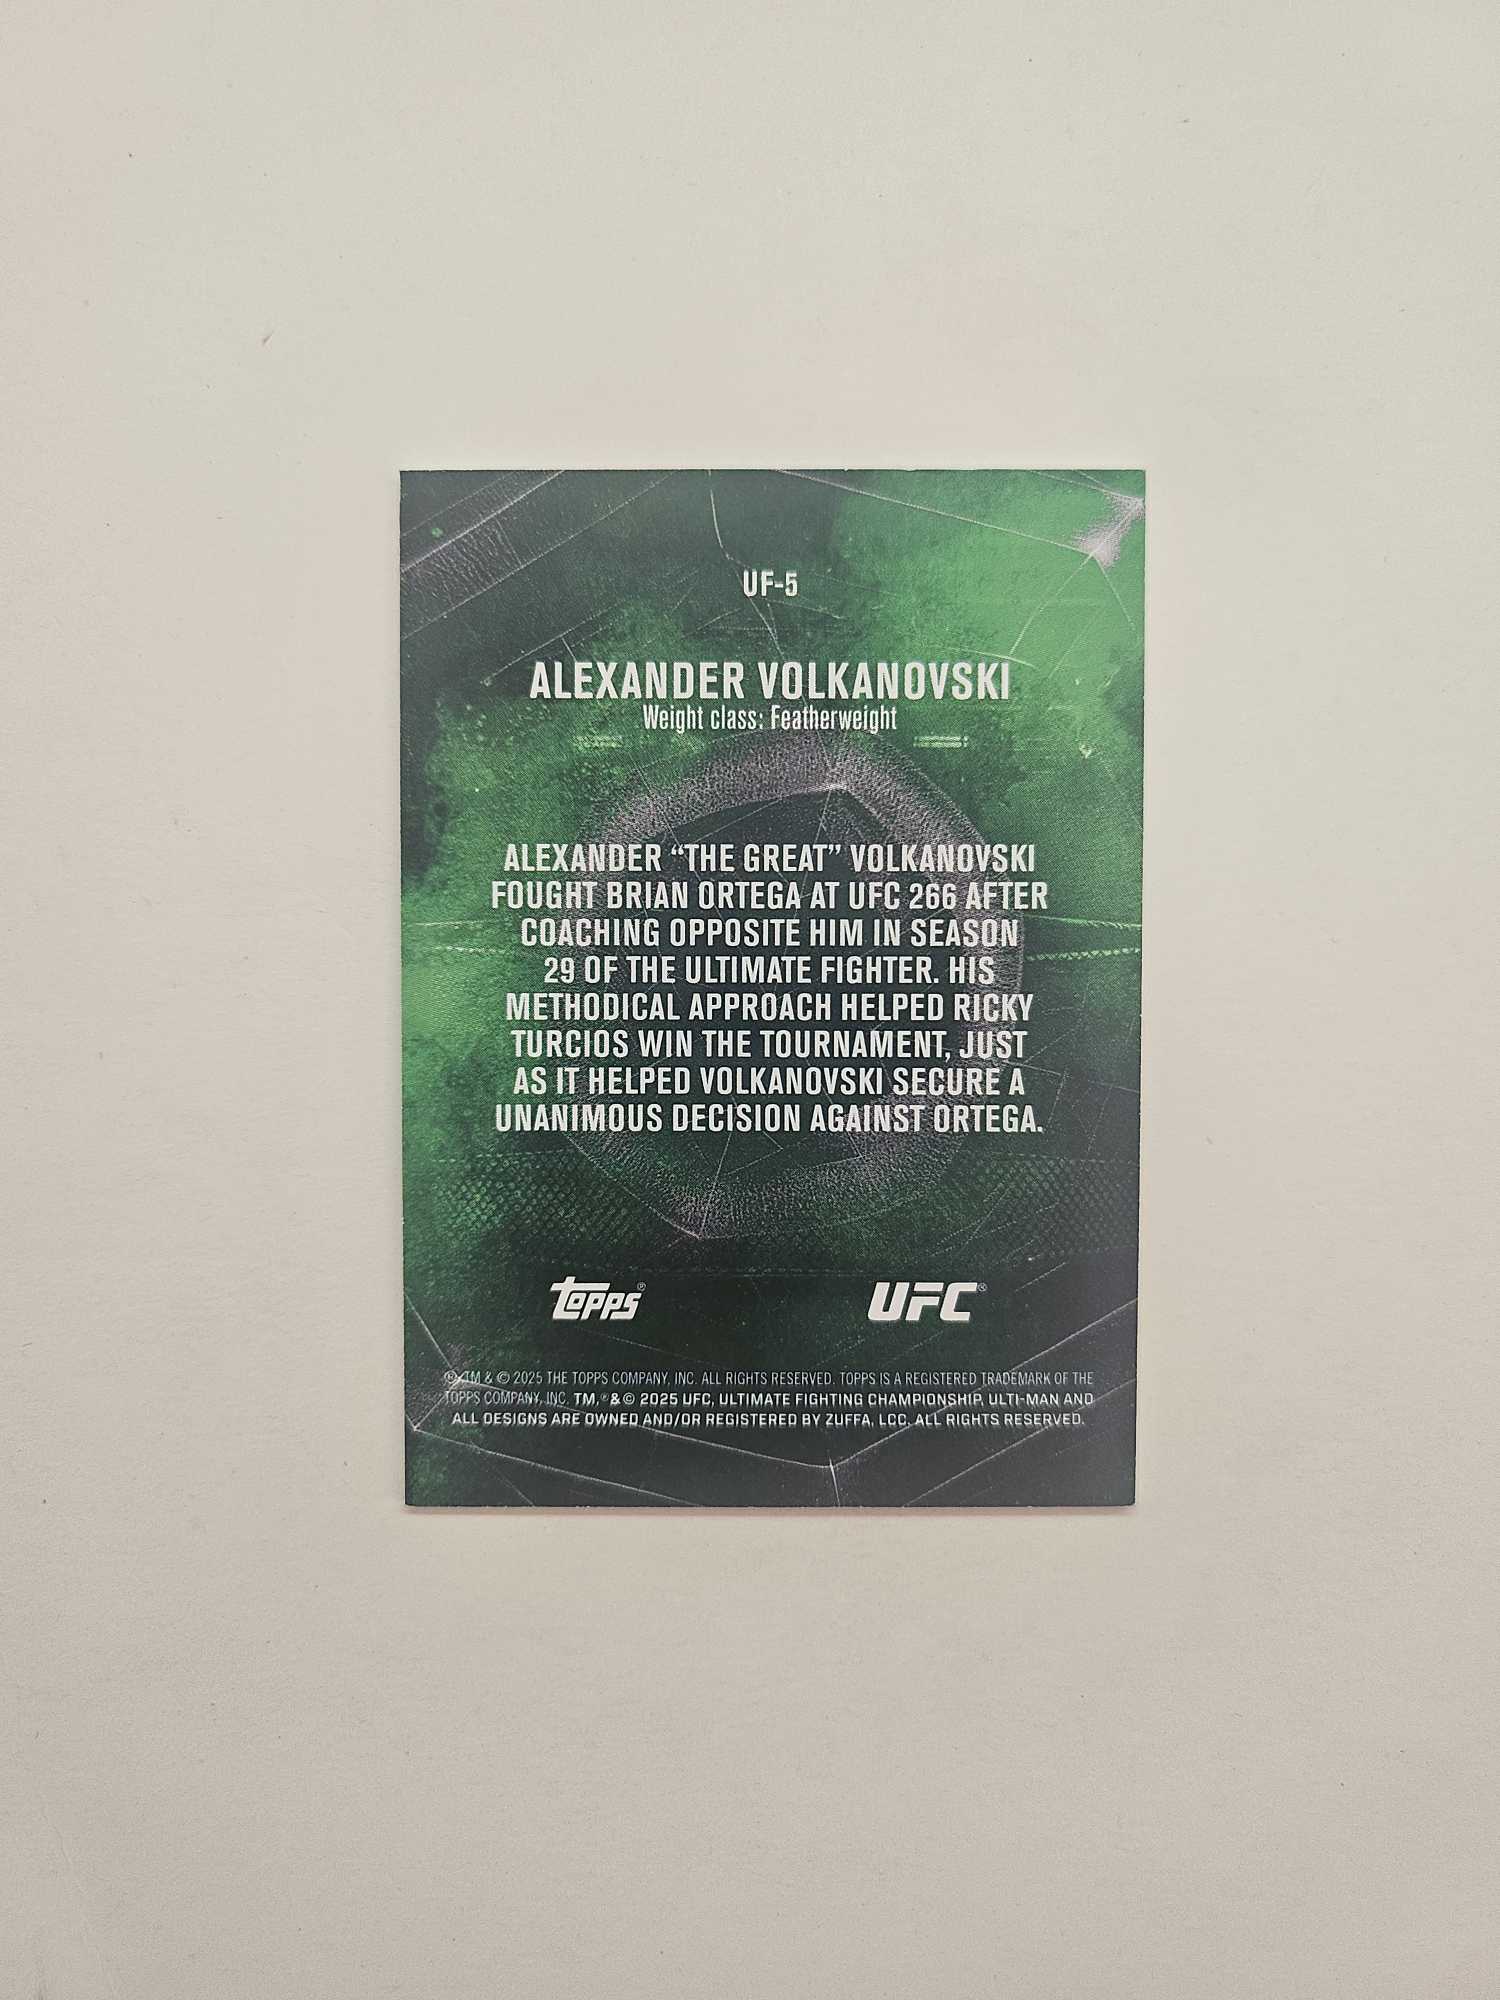 UF-5
ALEXANDER VOLKANOVSKI
Weight class: Featherweight
ALEXANDER “THE GREAT” VOLKANOVSKI
FOUGHT BRIAN ORTEGA AT UFC 266 AFTER
COACHING OPPOSITE HIM IN SEASON
29 OF THE ULTIMATE FIGHTER. HIS
METHODICAL APPROACH HELPED RICKY
TURCIOS WIN THE TOURNAMENT, JUST
AS IT HELPED VOLKANOVSKI SECURE A
UNANIMOUS DECISION AGAINST ORTEGA.
topps® UFC®
® TM & © 2025 THE TOPPS COMPANY, INC. ALL RIGHTS RESERVED. TOPPS IS A REGISTERED TRADEMARK OF THE
TOPPS COMPANY, INC. TM, ® & © 2025 UFC, ULTIMATE FIGHTING CHAMPIONSHIP, ULTI-MAN AND
ALL DESIGNS ARE OWNED AND/OR REGISTERED BY ZUFFA, LCC. ALL RIGHTS RESERVED.